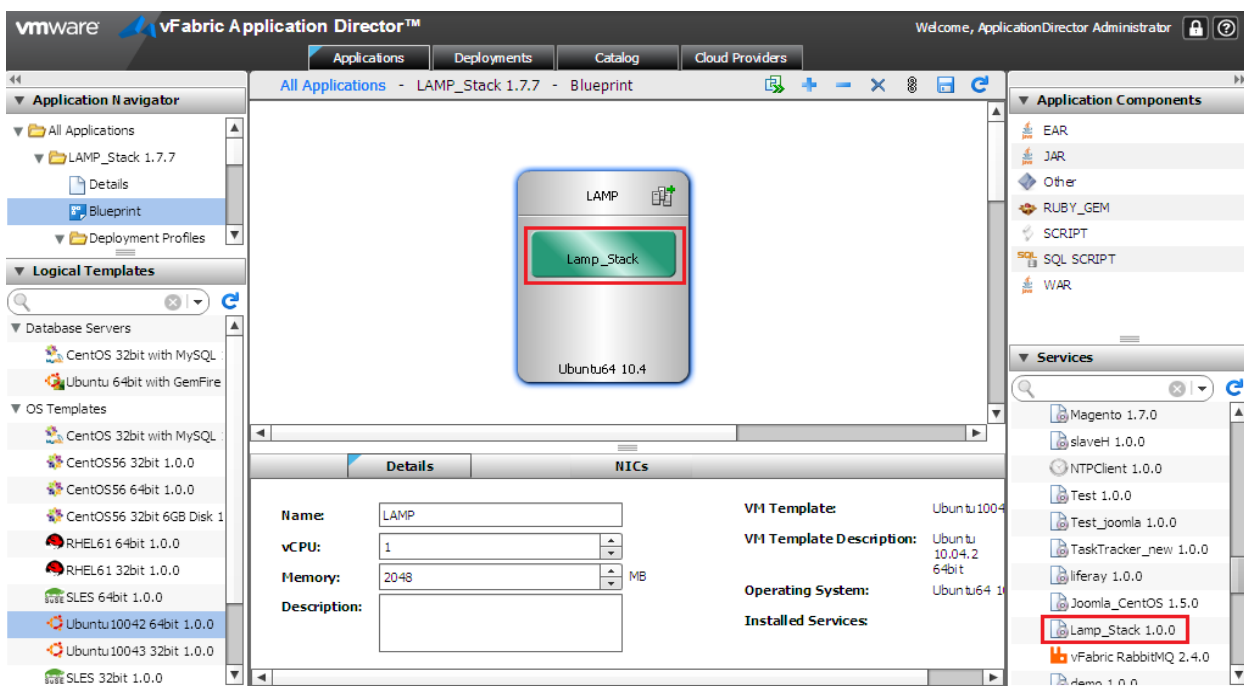 vmware vFabric Application Director™
Welcome, ApplicationDirector Administrator
Applications Deployments Catalog Cloud Providers
Application Navigator
All Applications
LAMP_Stack 1.7.7
Details
Blueprint
Deployment Profiles
Logical Templates
Database Servers
CentOS 32bit with MySQL
Ubuntu 64bit with GemFire
OS Templates
CentOS 32bit with MySQL
CentOS56 32bit 1.0.0
CentOS56 64bit 1.0.0
CentOS56 32bit 6GB Disk 1
RHEL61 64bit 1.0.0
RHEL61 32bit 1.0.0
SLES 64bit 1.0.0
Ubuntu10042 64bit 1.0.0
Ubuntu10043 32bit 1.0.0
SLES 32bit 1.0.0
All Applications - LAMP_Stack 1.7.7 - Blueprint
LAMP
Lamp_Stack
Ubuntu64 10.4
Details NICs
Name: LAMP
vCPU: 1
Memory: 2048 MB
Description:
VM Template: Ubuntu1004
VM Template Description: Ubuntu
10.04.2
64bit
Operating System: Ubuntu64 10
Installed Services:
Application Components
EAR
JAR
Other
RUBY_GEM
SCRIPT
SQL SCRIPT
WAR
Services
Magento 1.7.0
slaveH 1.0.0
NTPClient 1.0.0
Test 1.0.0
Test_joomla 1.0.0
TaskTracker_new 1.0.0
liferay 1.0.0
Joomla_CentOS 1.5.0
Lamp_Stack 1.0.0
vFabric RabbitMQ 2.4.0
demo 1.0.0